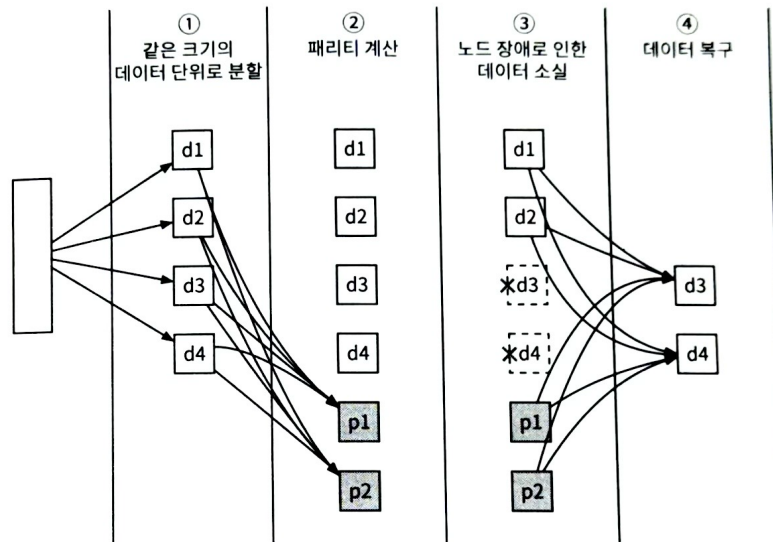 ①
같은 크기의
데이터 단위로 분할
②
패리티 계산
③
노드 장애로 인한
데이터 소실
④
데이터 복구
d1
d2
d3
d4
d1
d2
d3
d4
p1
p2
d1
d2
d3
d4
p1
p2
d3
d4